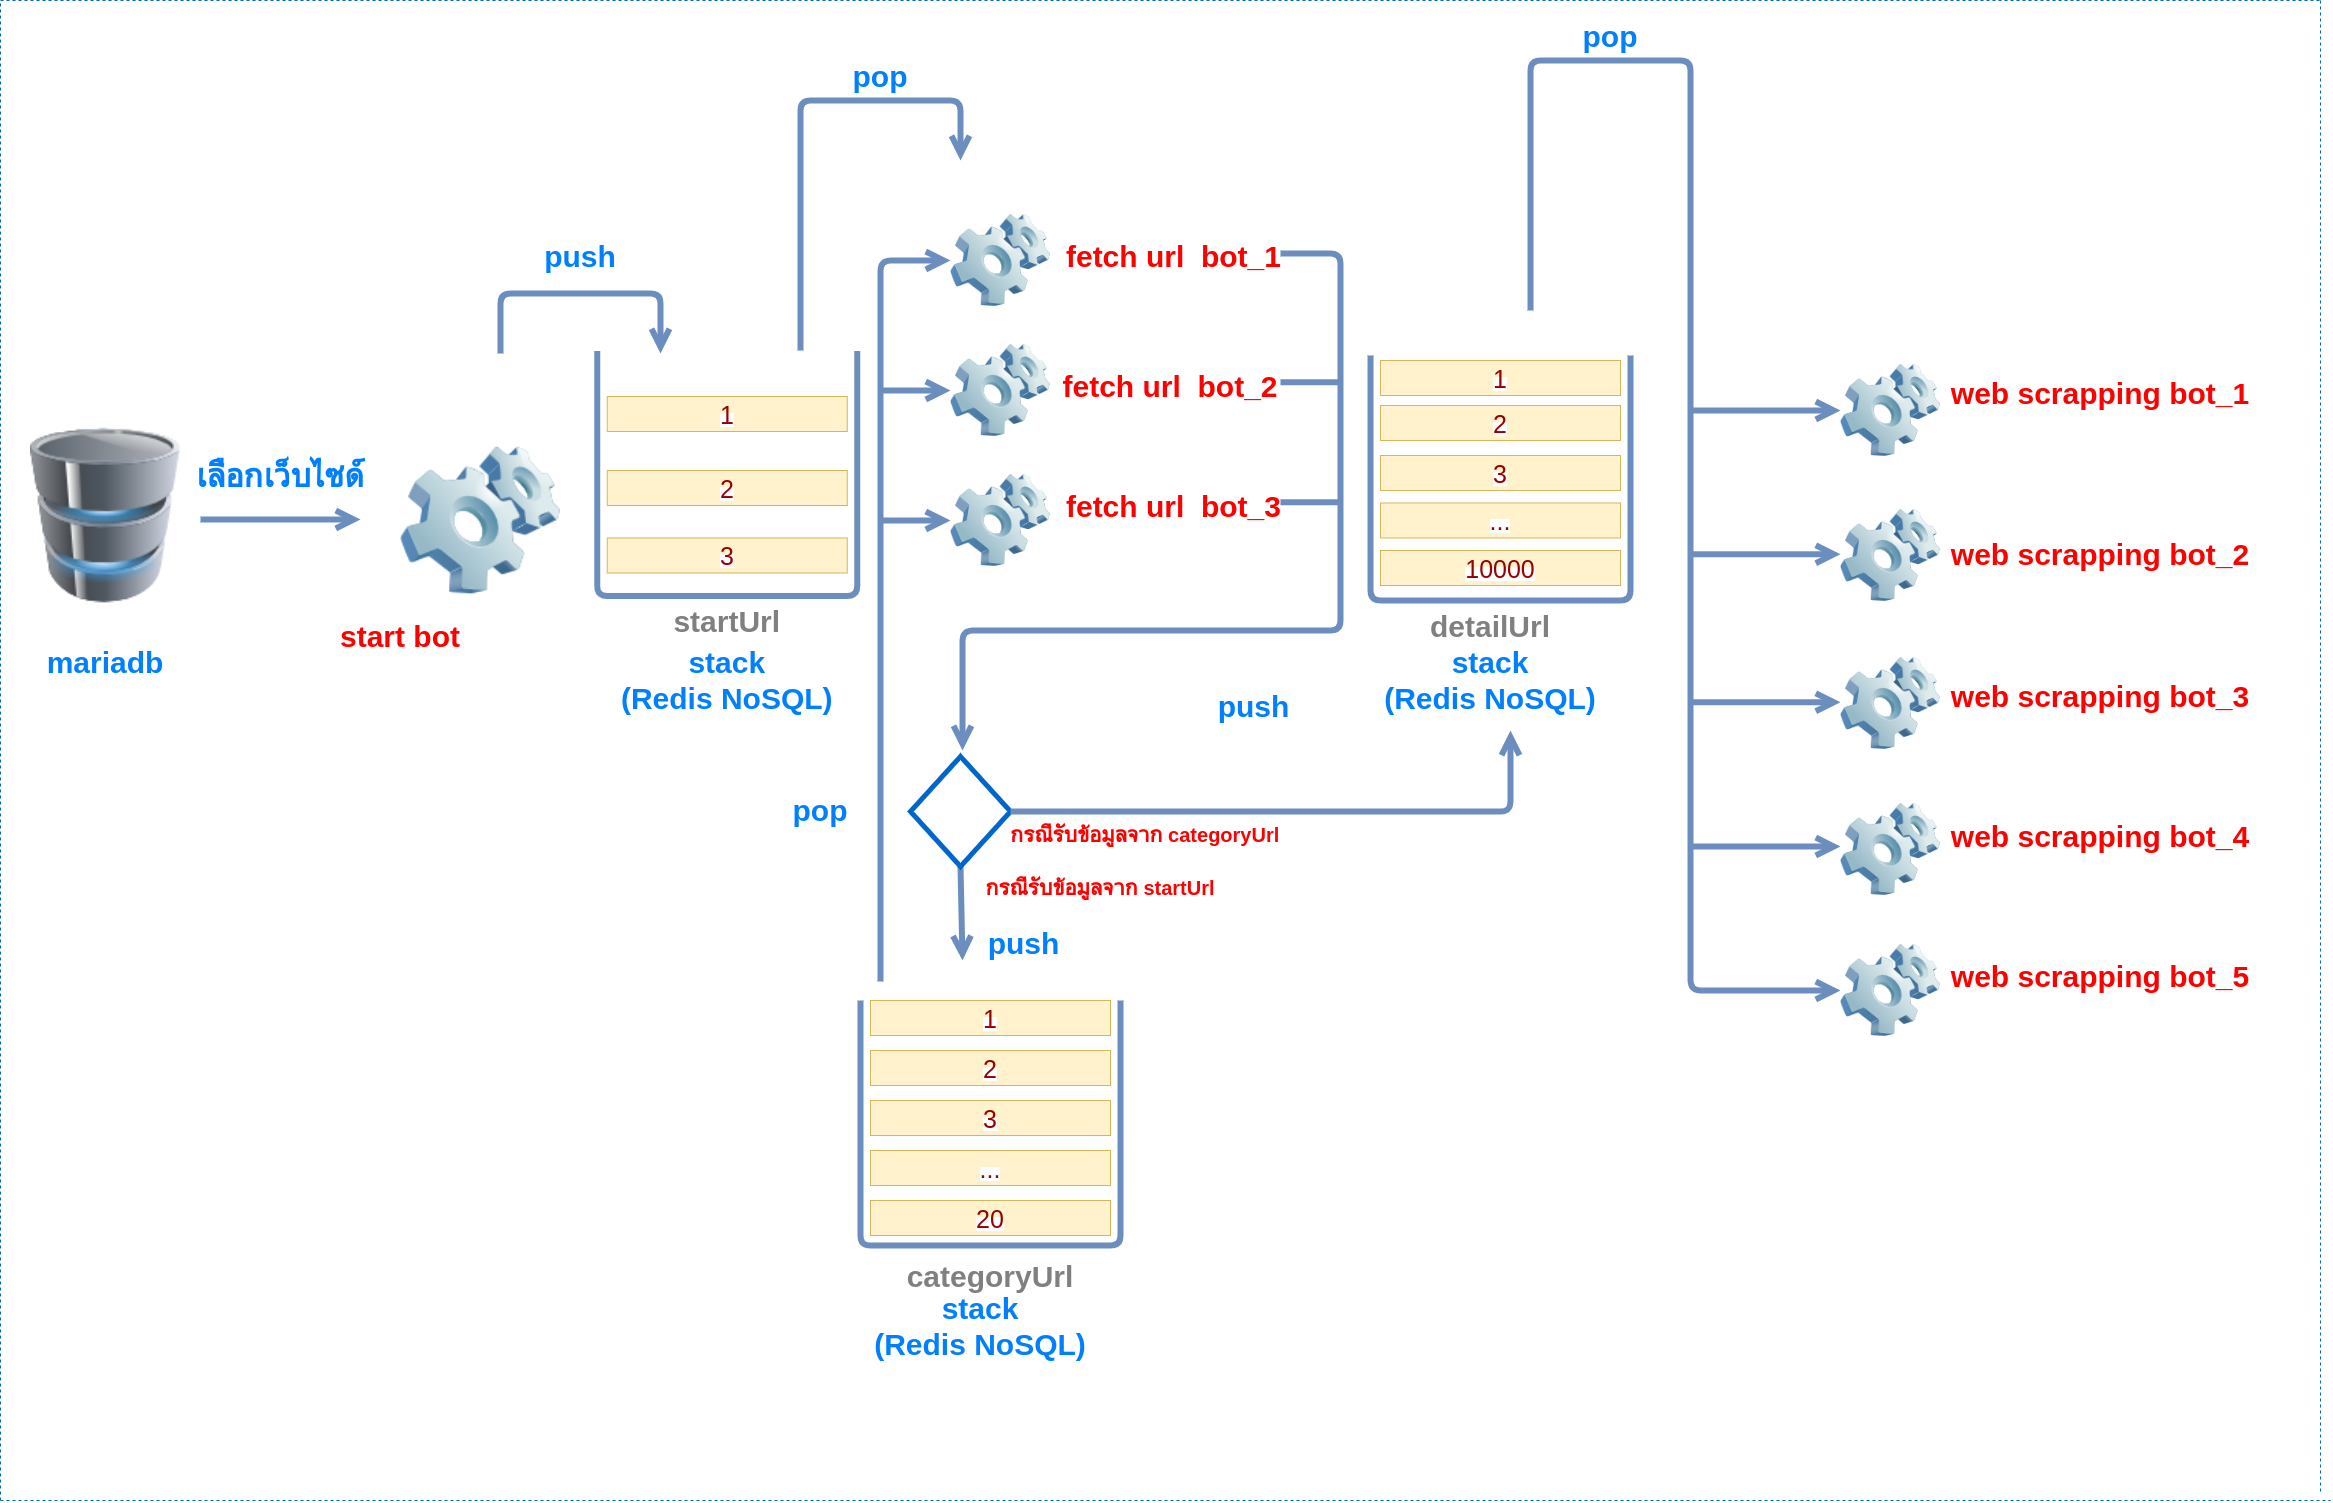 pop
pop
push
fetch url  bot_1
fetch url  bot_2
fetch url  bot_3
1
2
3
1
2
3
...
10000
เลือกเว็บไซต์
start bot
mariadb
startUrl
stack
(Redis NoSQL)
detailUrl
stack
(Redis NoSQL)
web scrapping bot_1
web scrapping bot_2
web scrapping bot_3
web scrapping bot_4
web scrapping bot_5
push
pop
กรณีรับข้อมูลจาก categoryUrl
กรณีรับข้อมูลจาก startUrl
push
1
2
3
...
20
categoryUrl
stack
(Redis NoSQL)